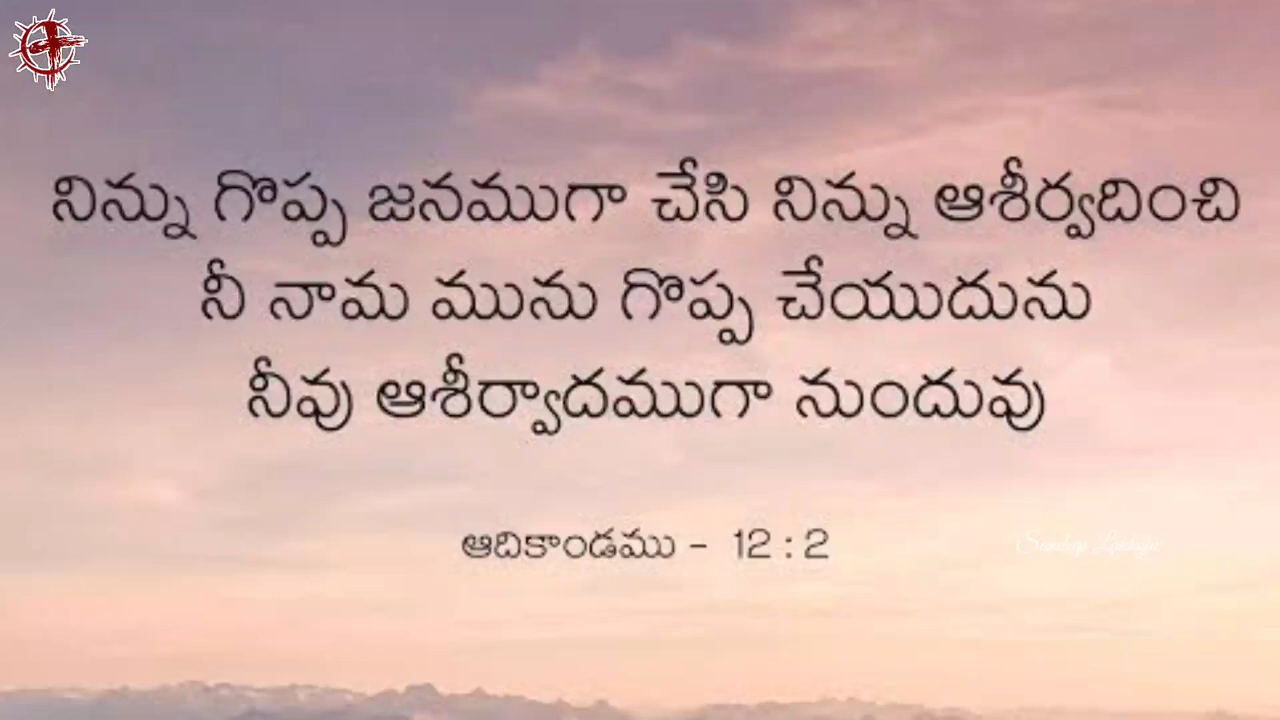 నిన్ను గొప్ప జనముగా చేసి నిన్ను ఆశీర్వదించి
నీ నామ మును గొప్ప చేయుదును
నీవు ఆశీర్వాదముగా నుందువు
ఆదికాండము - 12 : 2